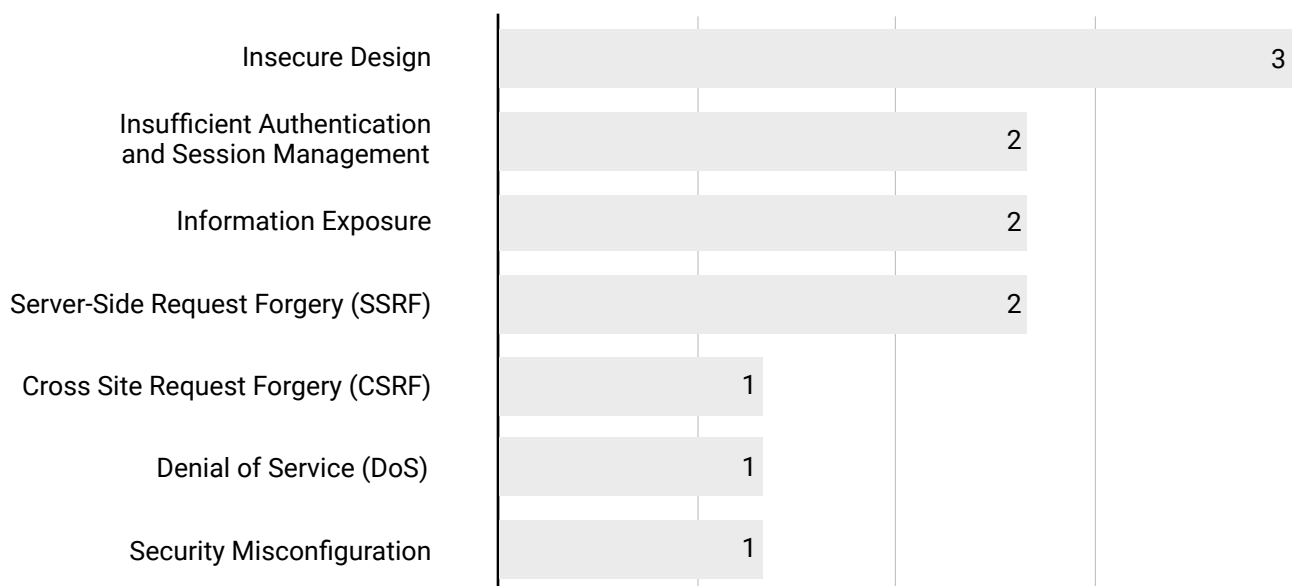 Insecure Design
3
Insufficient Authentication
and Session Management
2
Information Exposure
2
Server-Side Request Forgery (SSRF)
2
Cross Site Request Forgery (CSRF)
1
Denial of Service (DoS)
1
Security Misconfiguration
1